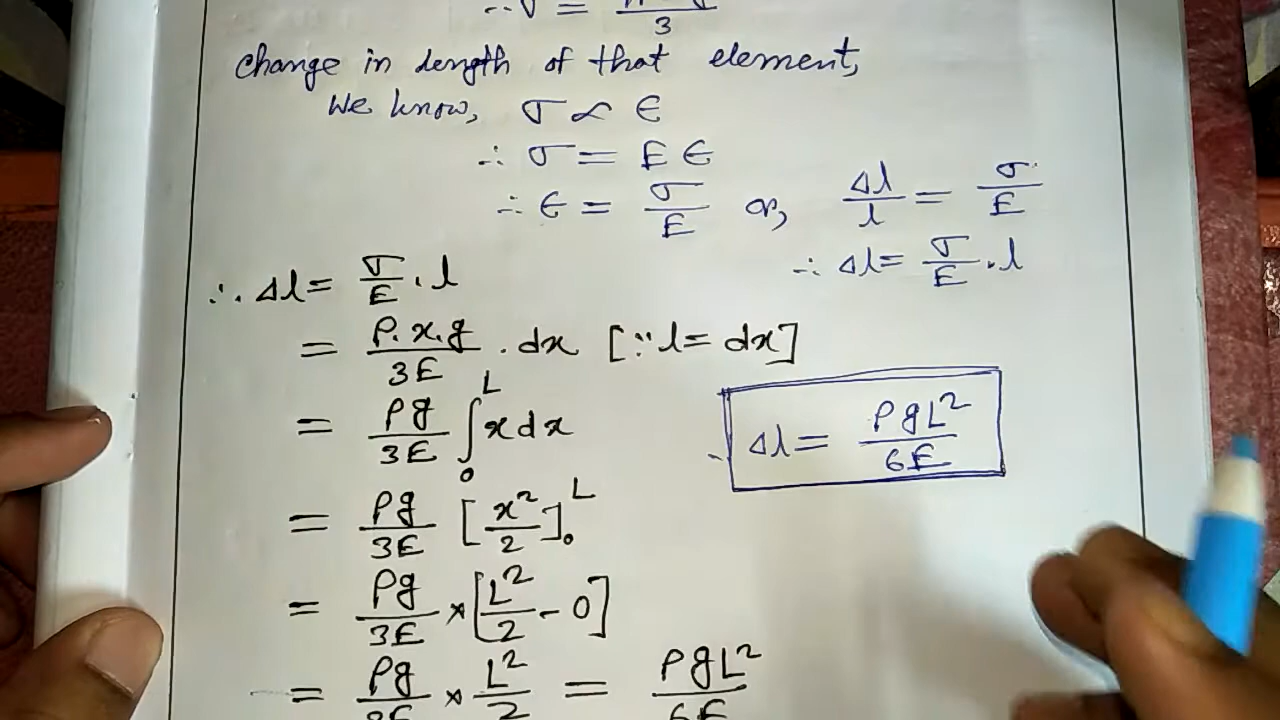 3
change in length of that element,
We know, σ ∝ ϵ
∴ σ = E ϵ
∴ ϵ = σ/E or, Δl/l = σ/E
∴ Δl = σ/E . l
∴ Δl = σ/E . l
= ρ.x.g/3E . dx [∵ l = dx]
= ρg/3E ∫₀ᴸ x dx
∴ Δl = ρgL²/6E
= ρg/3E [x²/2]₀ᴸ
= ρg/3E × [L²/2 - 0]
= ρg/3E × L²/2 = ρgL²/6E